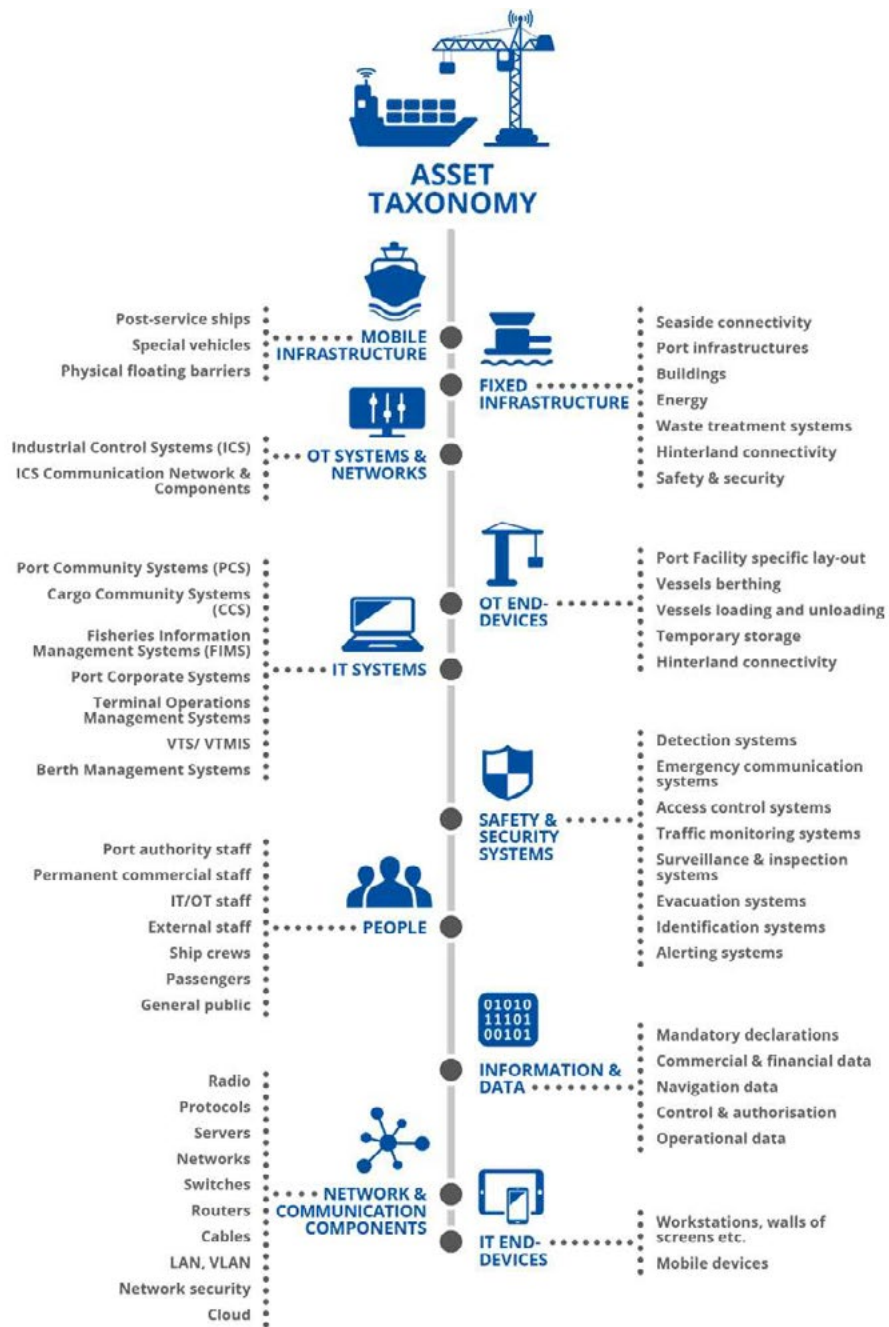 ASSET
TAXONOMY
Post-service ships
Special vehicles
Physical floating barriers
MOBILE
INFRASTRUCTURE
FIXED
INFRASTRUCTURE
Seaside connectivity
Port infrastructures
Buildings
Energy
Waste treatment systems
Hinterland connectivity
Safety & security
Industrial Control Systems (ICS)
ICS Communication Network &
Components
OT SYSTEMS &
NETWORKS
OT END-
DEVICES
Port Facility specific lay-out
Vessels berthing
Vessels loading and unloading
Temporary storage
Hinterland connectivity
Port Community Systems (PCS)
Cargo Community Systems
(CCS)
Fisheries Information
Management Systems (FIMS)
Port Corporate Systems
Terminal Operations
Management Systems
VTS/ VTMIS
Berth Management Systems
IT SYSTEMS
SAFETY &
SECURITY
SYSTEMS
Detection systems
Emergency communication
systems
Access control systems
Traffic monitoring systems
Surveillance & inspection
systems
Evacuation systems
Identification systems
Alerting systems
Port authority staff
Permanent commercial staff
IT/OT staff
External staff
Ship crews
Passengers
General public
PEOPLE
01010
11101
00101
INFORMATION &
DATA
Mandatory declarations
Commercial & financial data
Navigation data
Control & authorisation
Operational data
Radio
Protocols
Servers
Networks
Switches
Routers
Cables
LAN, VLAN
Network security
Cloud
NETWORK &
COMMUNICATION
COMPONENTS
IT END-
DEVICES
Workstations, walls of
screens etc.
Mobile devices